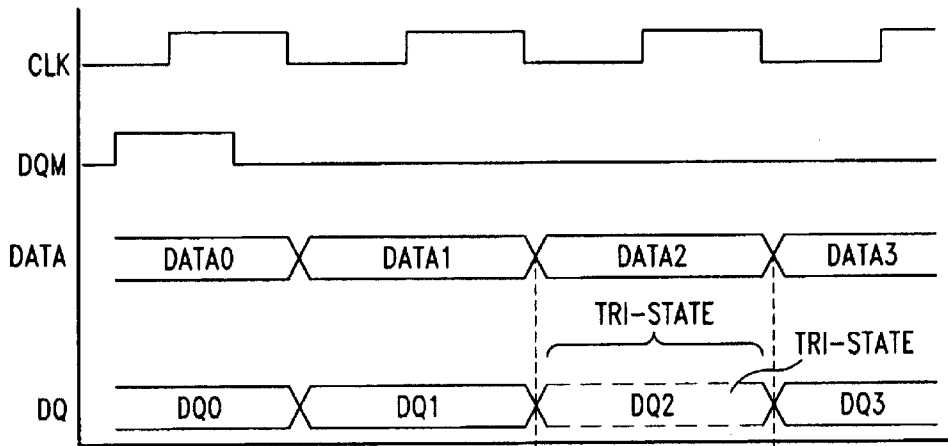 CLK
DQM
DATA DATA0 DATA1 DATA2 DATA3
TRI-STATE
TRI-STATE
DQ DQ0 DQ1 DQ2 DQ3